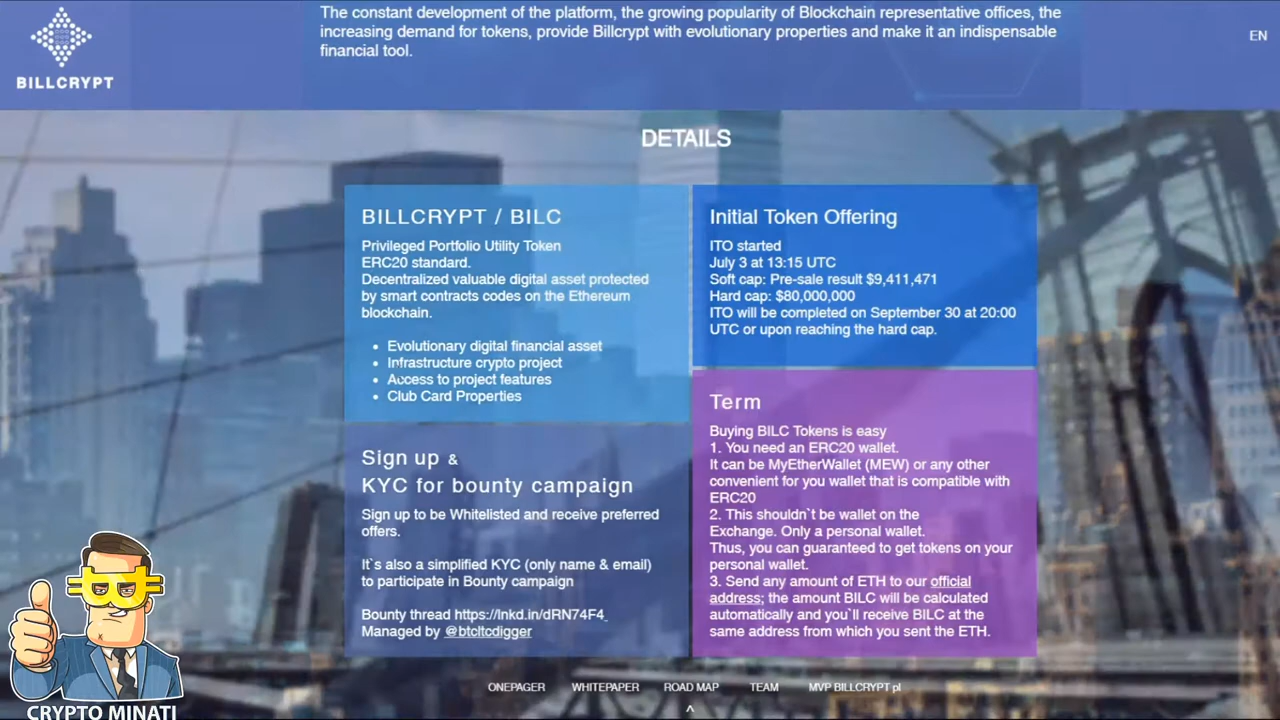 The constant development of the platform, the growing popularity of Blockchain representative offices, the
increasing demand for tokens, provide Billcrypt with evolutionary properties and make it an indispensable
financial tool.
EN
BILLCRYPT
DETAILS
BILLCRYPT / BILC
Privileged Portfolio Utility Token
ERC20 standard.
Decentralized valuable digital asset protected
by smart contracts codes on the Ethereum
blockchain.
• Evolutionary digital financial asset
• Infrastructure crypto project
• Access to project features
• Club Card Properties
Sign up &
KYC for bounty campaign
Sign up to be Whitelisted and receive preferred
offers.
It`s also a simplified KYC (only name & email)
to participate in Bounty campaign
Bounty thread https://lnkd.in/dRN74F4
Managed by @btcltcdigger
Initial Token Offering
ITO started
July 3 at 13:15 UTC
Soft cap: Pre-sale result $9,411,471
Hard cap: $80,000,000
ITO will be completed on September 30 at 20:00
UTC or upon reaching the hard cap.
Term
Buying BILC Tokens is easy
1. You need an ERC20 wallet.
It can be MyEtherWallet (MEW) or any other
convenient for you wallet that is compatible with
ERC20
2. This shouldn`t be wallet on the
Exchange. Only a personal wallet.
Thus, you can guaranteed to get tokens on your
personal wallet.
3. Send any amount of ETH to our official
address; the amount BILC will be calculated
automatically and you`ll receive BILC at the
same address from which you sent the ETH.
ONEPAGER WHITEPAPER ROAD MAP TEAM MVP BILLCRYPT pl
CRYPTO MINATI